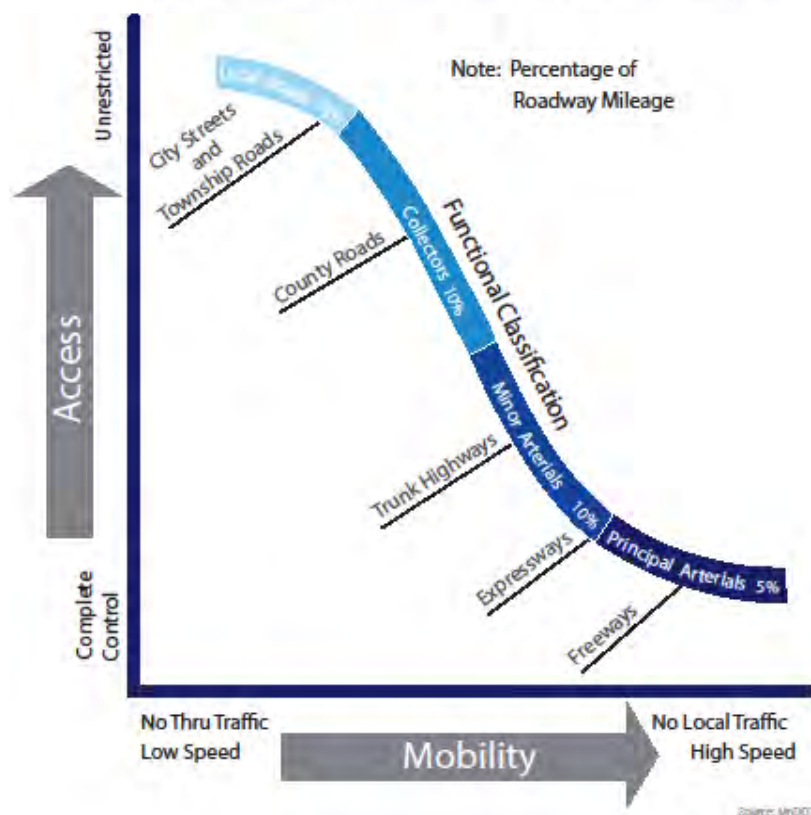 Note: Percentage of
Roadway Mileage
Unrestricted
City Streets
and
Township Roads
Collectors 10%
County Roads
Functional Classification
Access
Minor Arterials 10%
Trunk Highways
Expressways
Principal Arterials 5%
Freeways
Complete
Control
No Thru Traffic
Low Speed
Mobility
No Local Traffic
High Speed